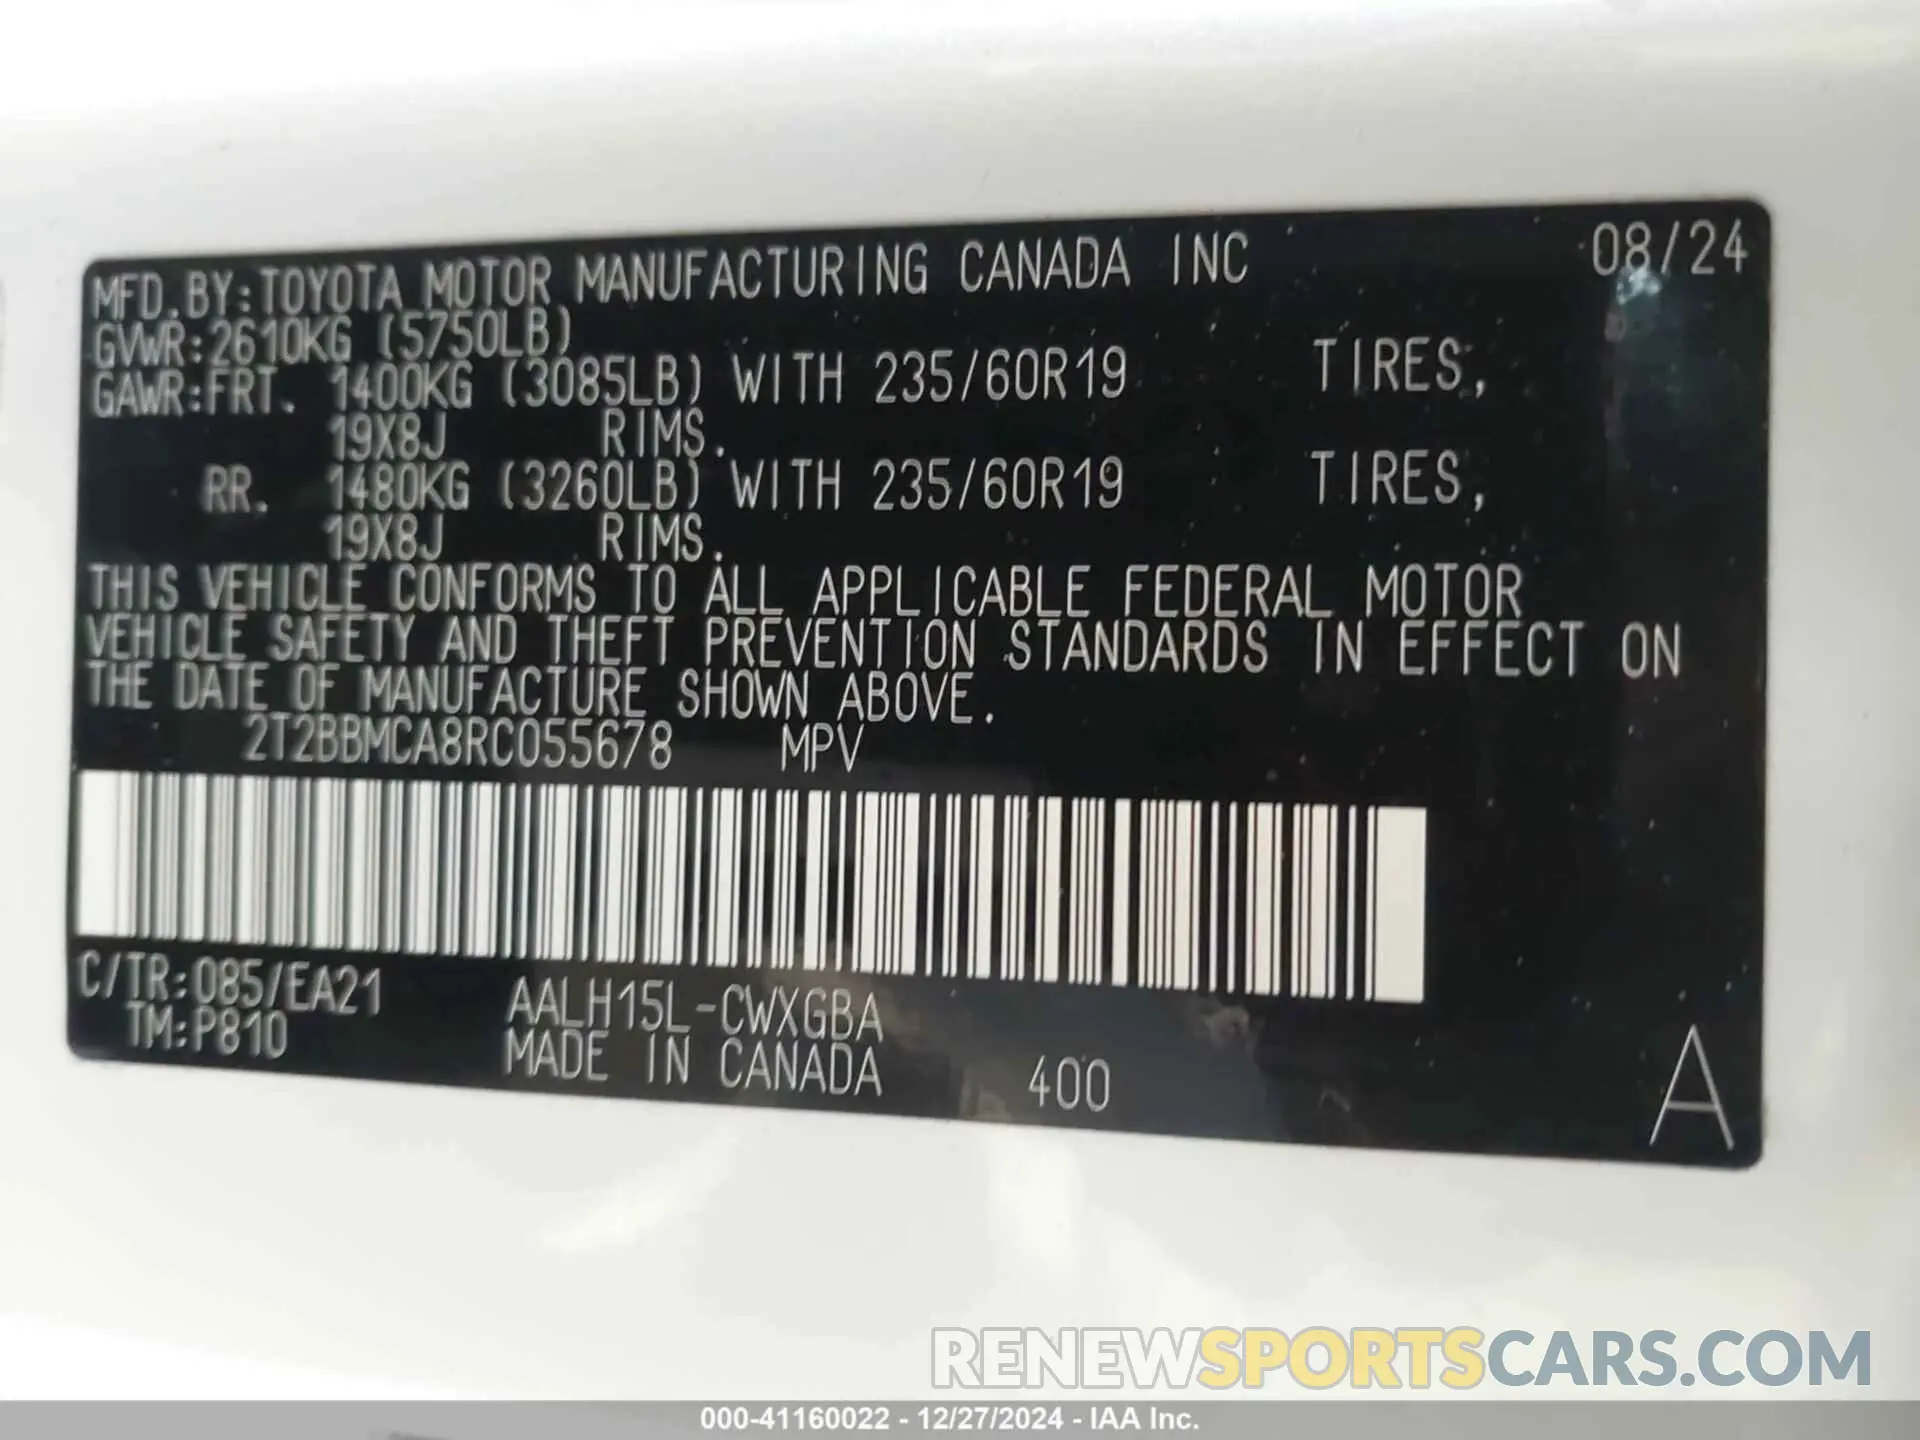 MFD.BY:TOYOTA MOTOR MANUFACTURING CANADA INC 08/24
GVWR:2610KG (5750LB)
GAWR:FRT. 1400KG (3085LB) WITH 235/60R19 TIRES,
19X8J RIMS.
RR. 1480KG (3260LB) WITH 235/60R19 TIRES,
19X8J RIMS.
THIS VEHICLE CONFORMS TO ALL APPLICABLE FEDERAL MOTOR
VEHICLE SAFETY AND THEFT PREVENTION STANDARDS IN EFFECT ON
THE DATE OF MANUFACTURE SHOWN ABOVE.
2T2BBMCA8RC055678 MPV
C/TR:085/EA21 AALH15L-CWXGBA
TM:P810 MADE IN CANADA 400
A
RENEWSPORTSCARS.COM
000-41160022 - 12/27/2024 - IAA Inc.